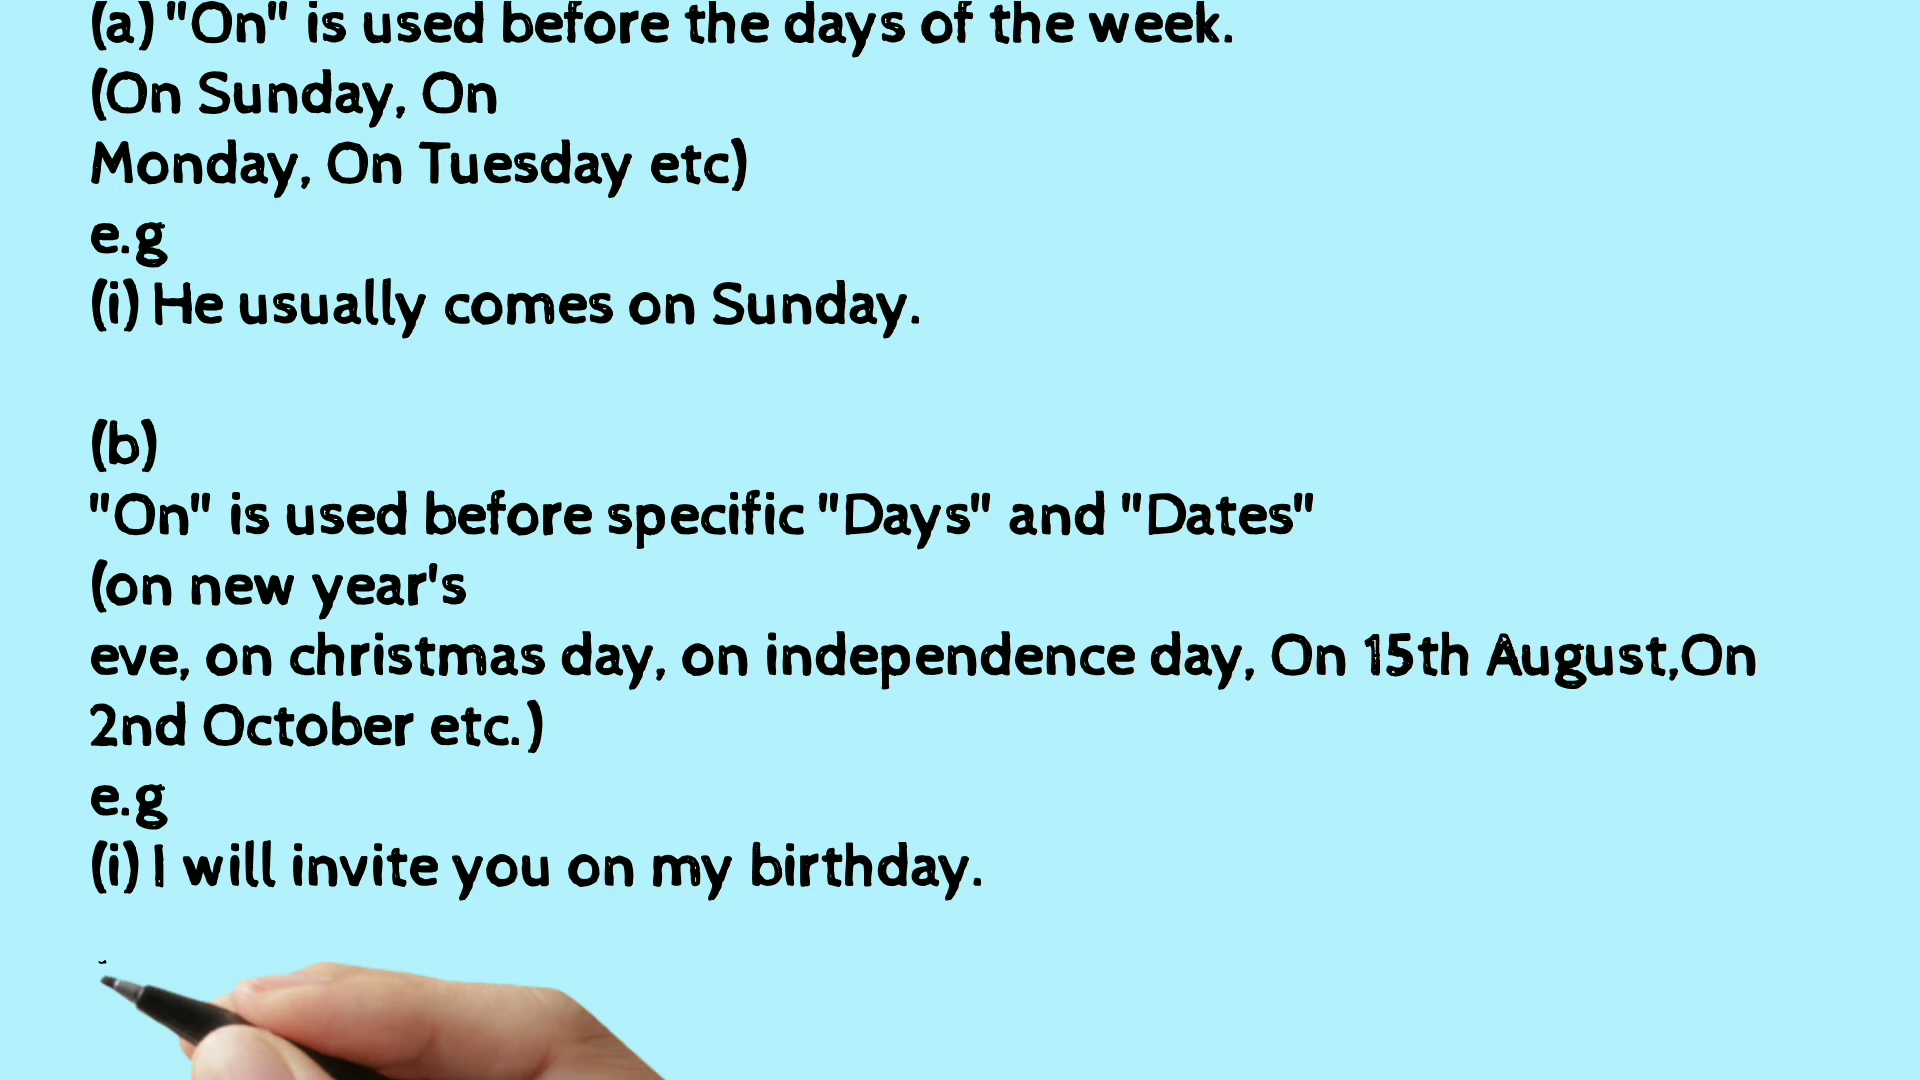 (a) "On" is used before the days of the week.
(On Sunday, On
Monday, On Tuesday etc)
e.g
(i) He usually comes on Sunday.
(b)
"On" is used before specific "Days" and "Dates"
(on new year's
eve, on christmas day, on independence day, On 15th August,On
2nd October etc.)
e.g
(i) I will invite you on my birthday.